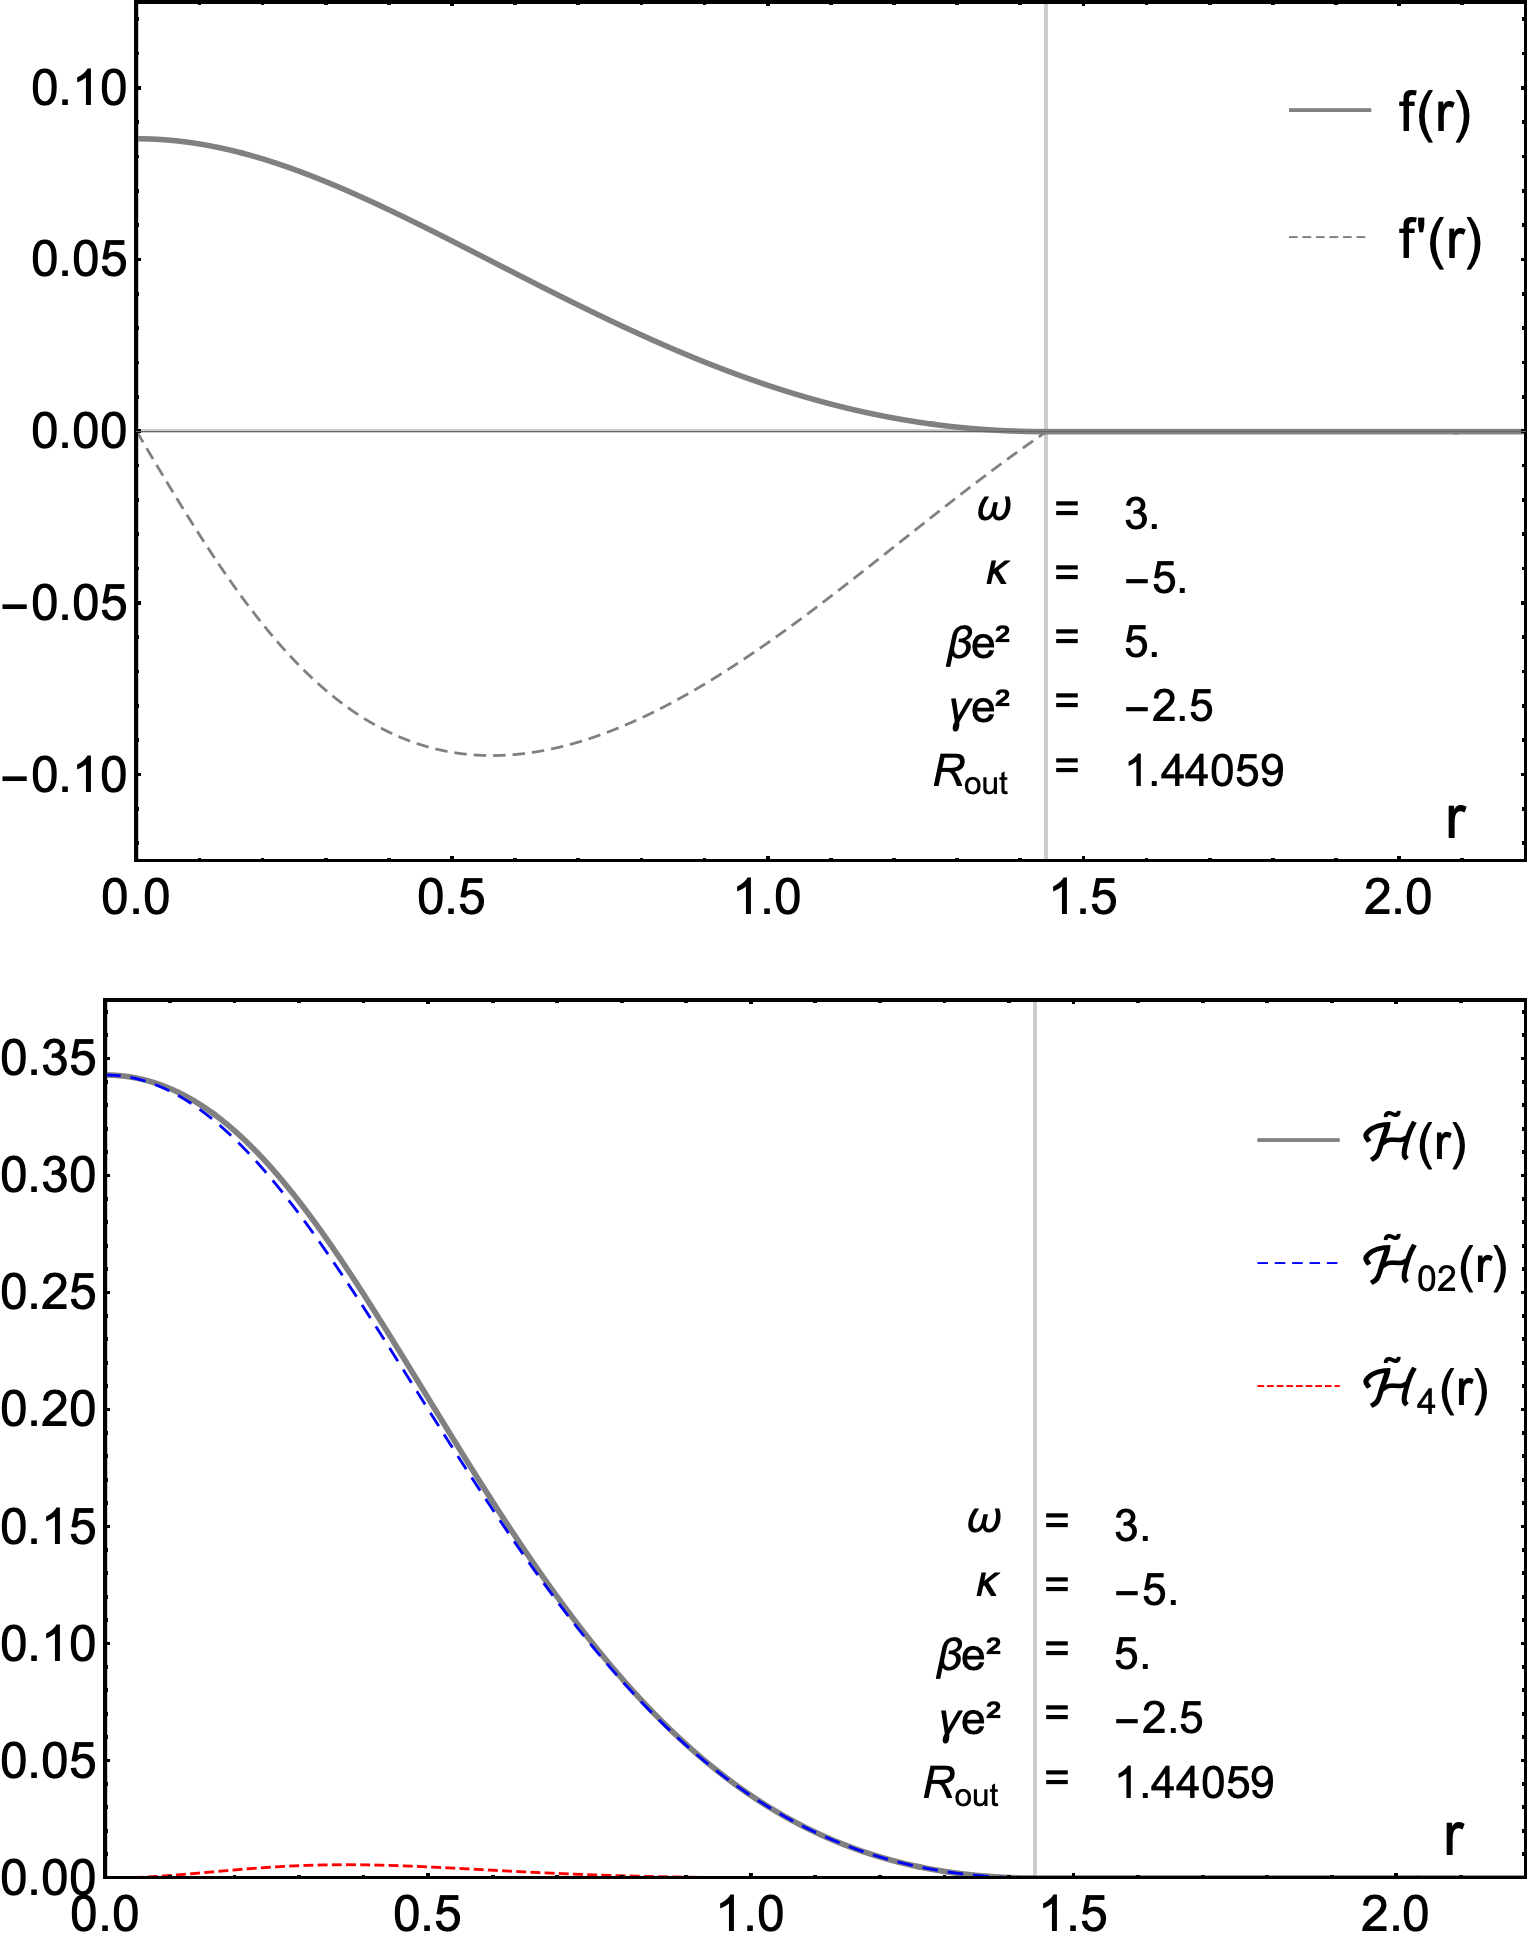 0.10
0.05
0.00
−0.05
−0.10
f(r)
f'(r)
ω = 3.
κ = −5.
βe² = 5.
γe² = −2.5
R_out = 1.44059
r
0.0 0.5 1.0 1.5 2.0
0.35
0.30
0.25
0.20
0.15
0.10
0.05
0.00
ℋ̃(r)
ℋ̃₀₂(r)
ℋ̃₄(r)
ω = 3.
κ = −5.
βe² = 5.
γe² = −2.5
R_out = 1.44059
r
0.0 0.5 1.0 1.5 2.0